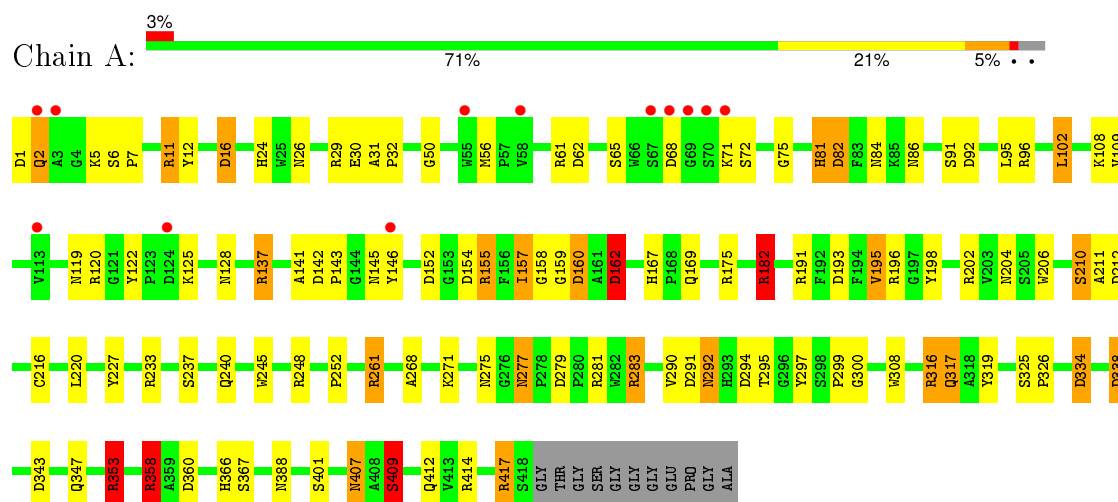 3%
Chain A:
71% 21% 5% • •
D1 Q2 A3 G4 K5 S6 P7 R11 Y12 D16 H24 W25 N26 R29 E30 A31 P32 G50 W55 M56 P57 V58 R61 D62 S65 W66 S67 D68 G69 S70 K71 S72 G75 H81 D82 F83 N84 K85 N86 S91 D92 L95 R96 L102 K108 V109
V113 N119 R120 G121 Y122 P123 D124 K125 N128 R137 A141 D142 P143 G144 N145 Y146 D152 G153 D154 R155 F156 I157 G158 G159 D160 A161 D162 H167 P168 Q169 R175 R182 R191 F192 D193 F194 V195 R196 G197 Y198 R202 V203 N204 S205 W206 S210 A211
C216 L220 Y227 R233 S237 Q240 W245 R248 P252 R261 A268 K271 N275 G276 N277 P278 D279 P280 R281 W282 R283 V290 D291 N292 H293 D294 T295 G296 Y297 S298 P299 G300 W308 R316 Q317 A318 Y319 S325 P326 D334 D338
D343 Q347 R353 R358 A359 D360 H366 S367 N388 S401 N407 A408 S409 Q412 V413 R414 R417 S418 GLY THR GLY SER GLY GLY GLY GLU PRO GLY ALA